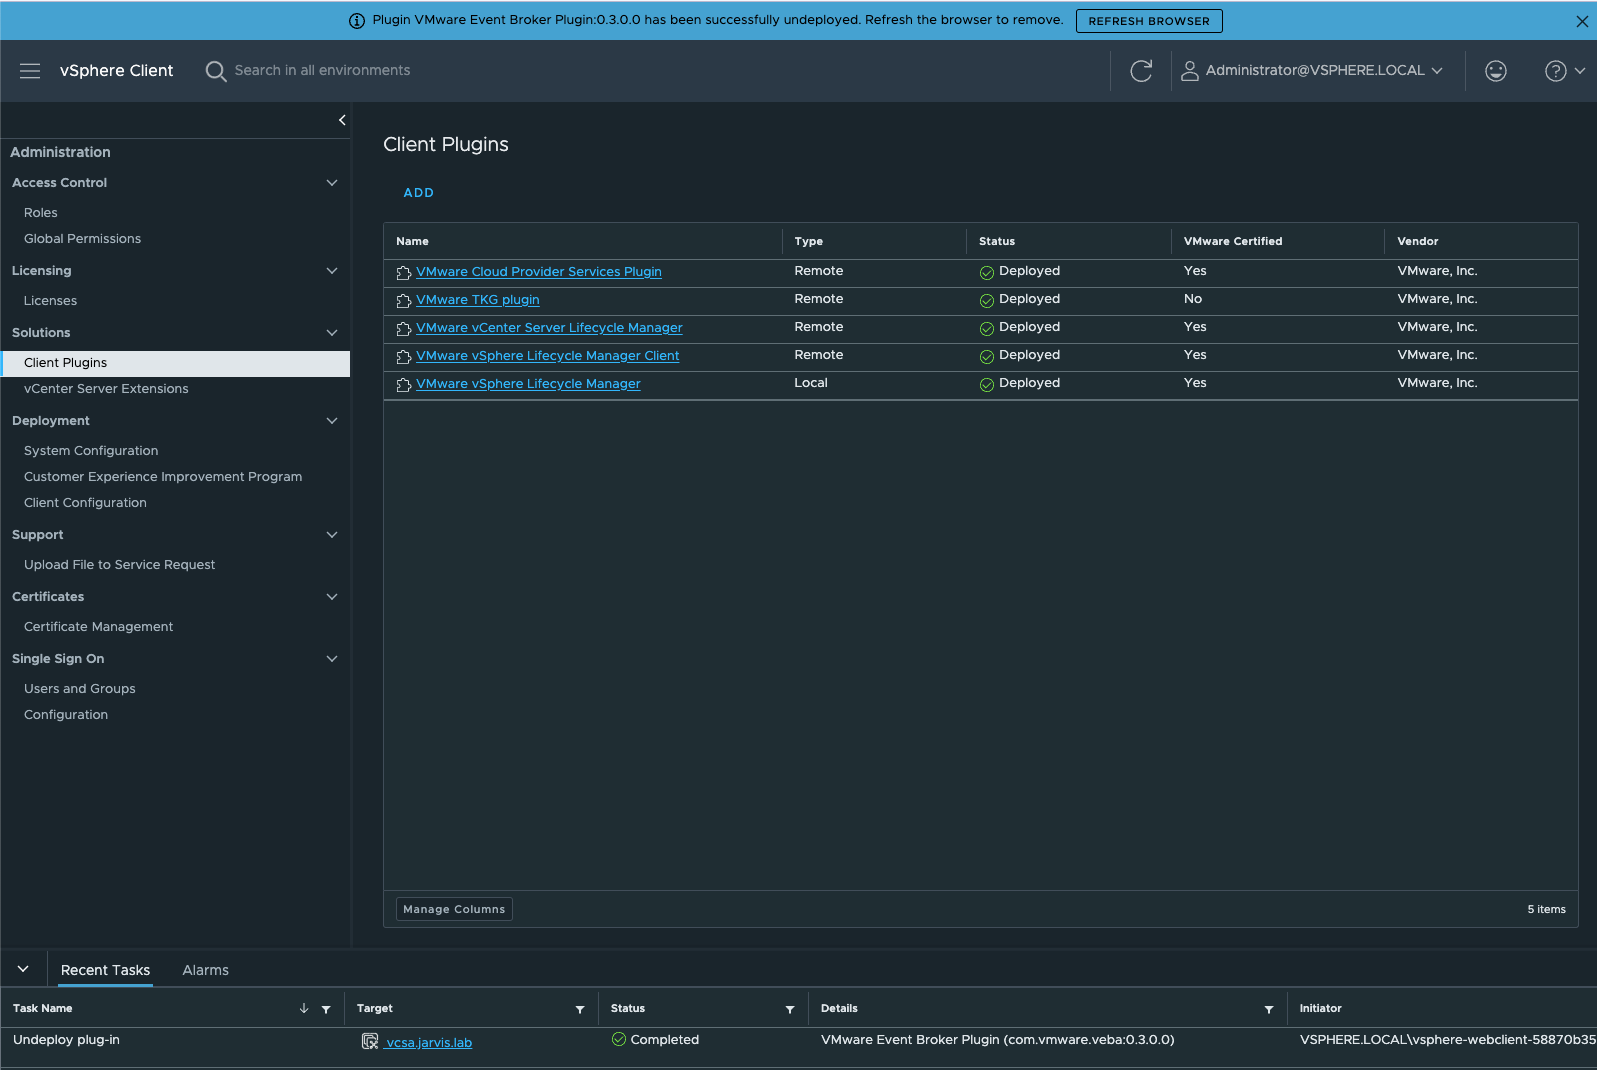 Plugin VMware Event Broker Plugin:0.3.0.0 has been successfully undeployed. Refresh the browser to remove. REFRESH BROWSER
vSphere Client Search in all environments Administrator@VSPHERE.LOCAL
Administration
Access Control
Roles
Global Permissions
Licensing
Licenses
Solutions
Client Plugins
vCenter Server Extensions
Deployment
System Configuration
Customer Experience Improvement Program
Client Configuration
Support
Upload File to Service Request
Certificates
Certificate Management
Single Sign On
Users and Groups
Configuration
Client Plugins
ADD
Name Type Status VMware Certified Vendor
VMware Cloud Provider Services Plugin Remote Deployed Yes VMware, Inc.
VMware TKG plugin Remote Deployed No VMware, Inc.
VMware vCenter Server Lifecycle Manager Remote Deployed Yes VMware, Inc.
VMware vSphere Lifecycle Manager Client Remote Deployed Yes VMware, Inc.
VMware vSphere Lifecycle Manager Local Deployed Yes VMware, Inc.
Manage Columns 5 items
Recent Tasks Alarms
Task Name Target Status Details Initiator
Undeploy plug-in vcsa.jarvis.lab Completed VMware Event Broker Plugin (com.vmware.veba:0.3.0.0) VSPHERE.LOCAL\vsphere-webclient-58870b35